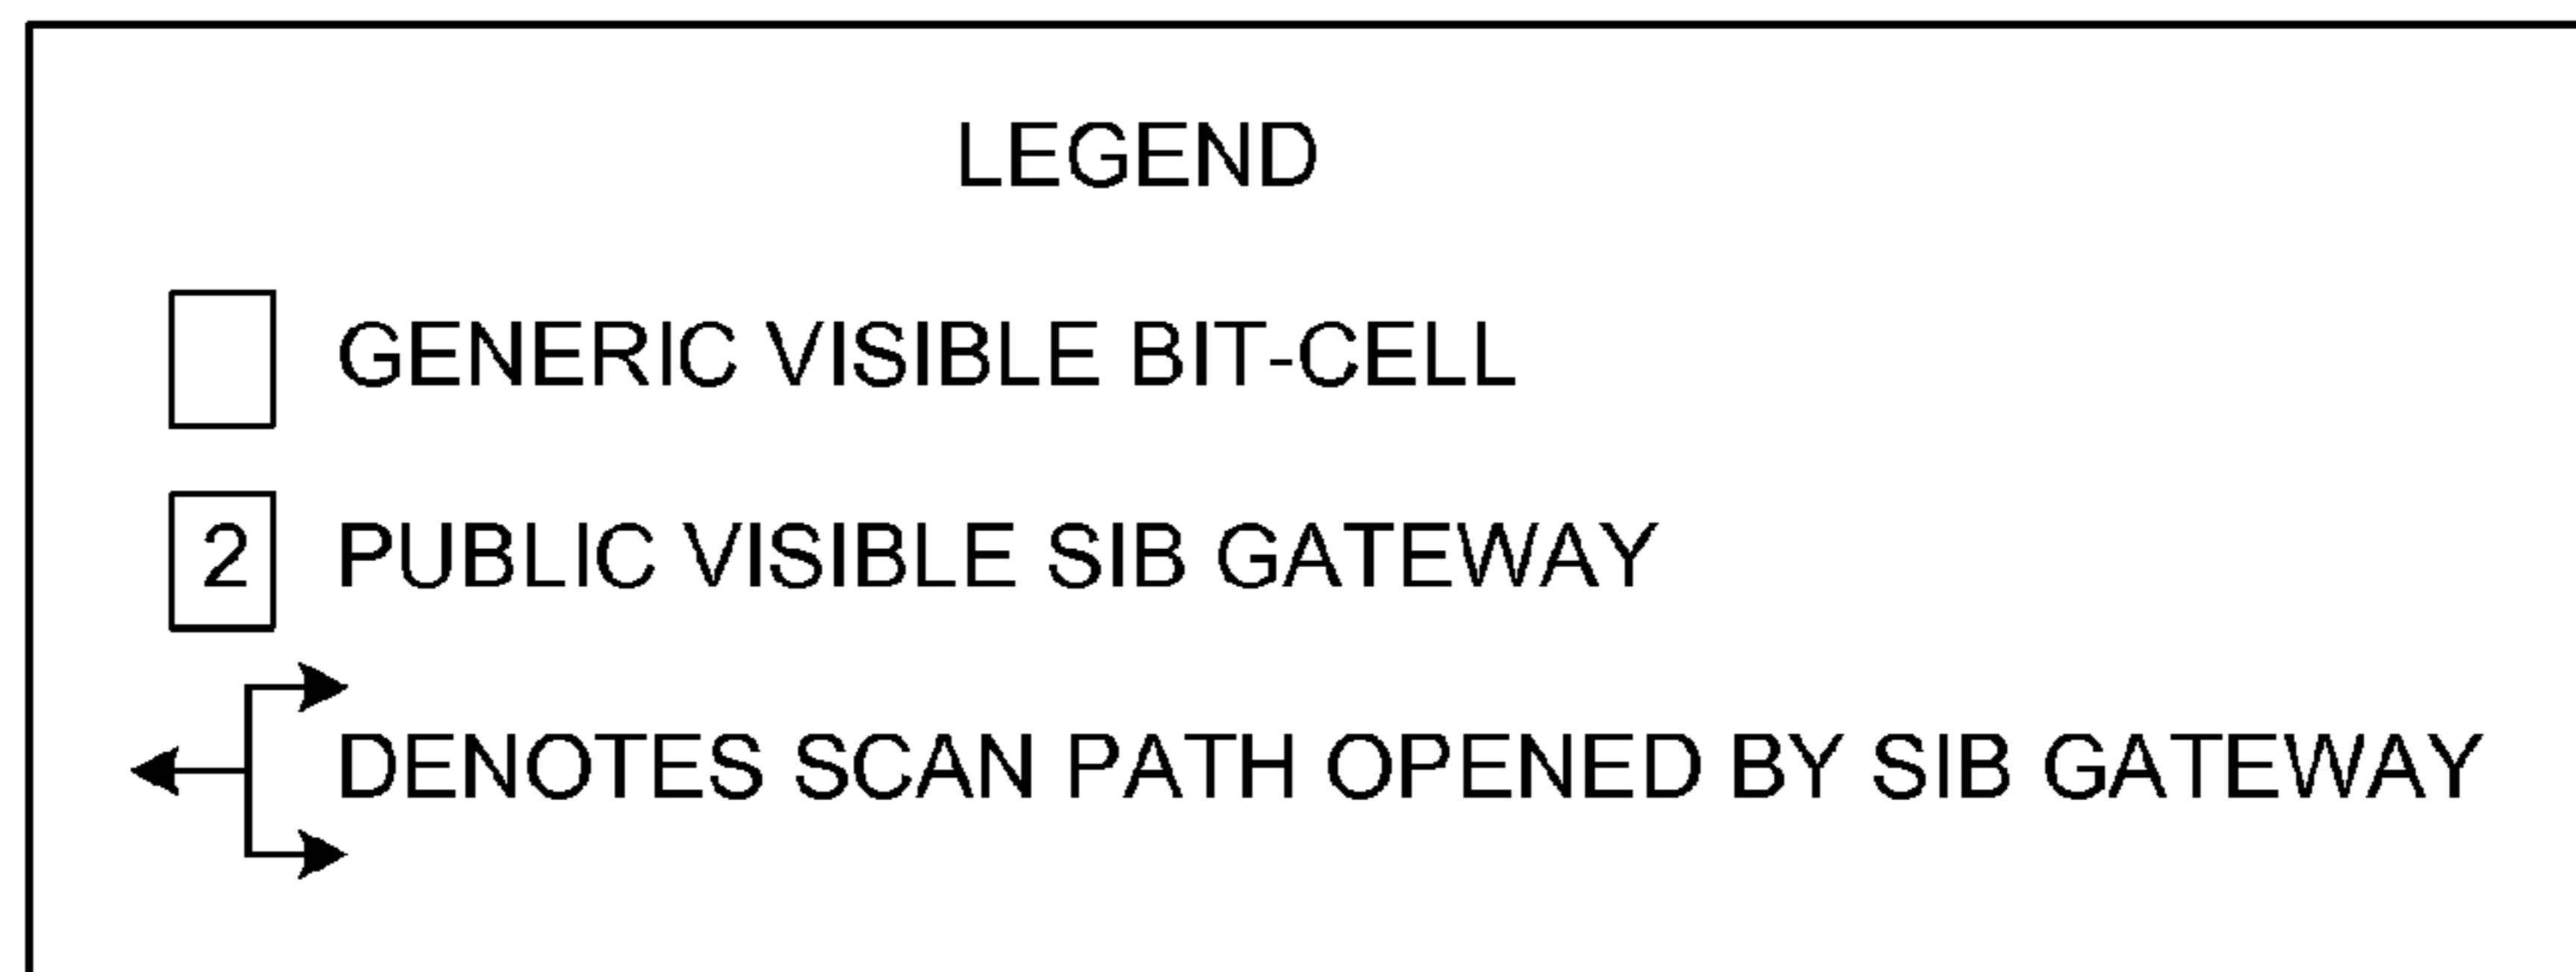 LEGEND
GENERIC VISIBLE BIT-CELL
2 PUBLIC VISIBLE SIB GATEWAY
DENOTES SCAN PATH OPENED BY SIB GATEWAY